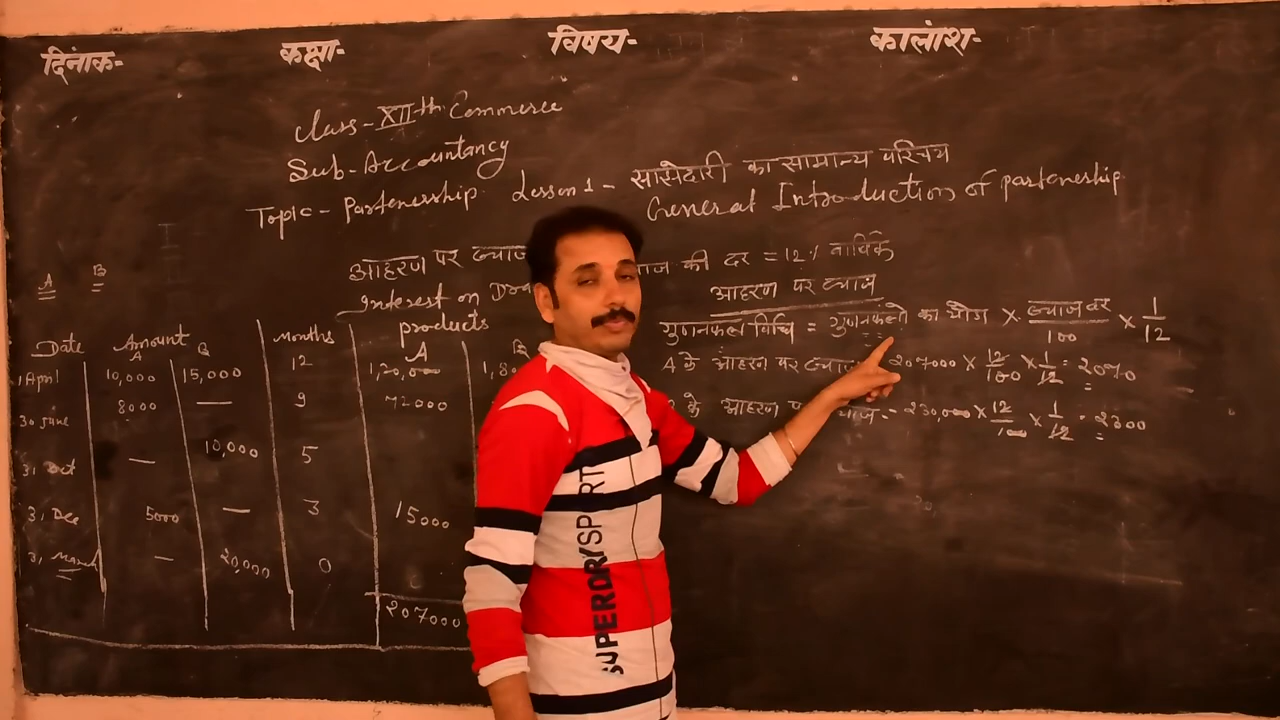 दिनांक:- कक्षा- विषय- कालांश-
Class - XIIth Commerce
Sub - Accountancy
Topic - Partenership Lesson 1 - साझेदारी का सामान्य परिचय
General Introduction of partenership
आहरण पर ब्याज की दर = 12% वार्षिक
Interest on आहरण पर ब्याज
A B
products
गुणनफल विधि = गुणनफलो का योग × ब्याज दर / 100 × 1 / 12
Date Amount Months
A B A B
1 April 10,000 15,000 12 1,20,000 1,80
A के आहरण पर ब्याज 207000 × 12/100 × 1/12 = 2070
30 June 8000 — 9 72000
के आहरण ब्याज = 230,000 × 12/100 × 1/12 = 2300
31 oct — 10,000 5
31 Dec 5000 — 3 15000
31 March — 20,000 0
207000
SUPERDRY SPORT